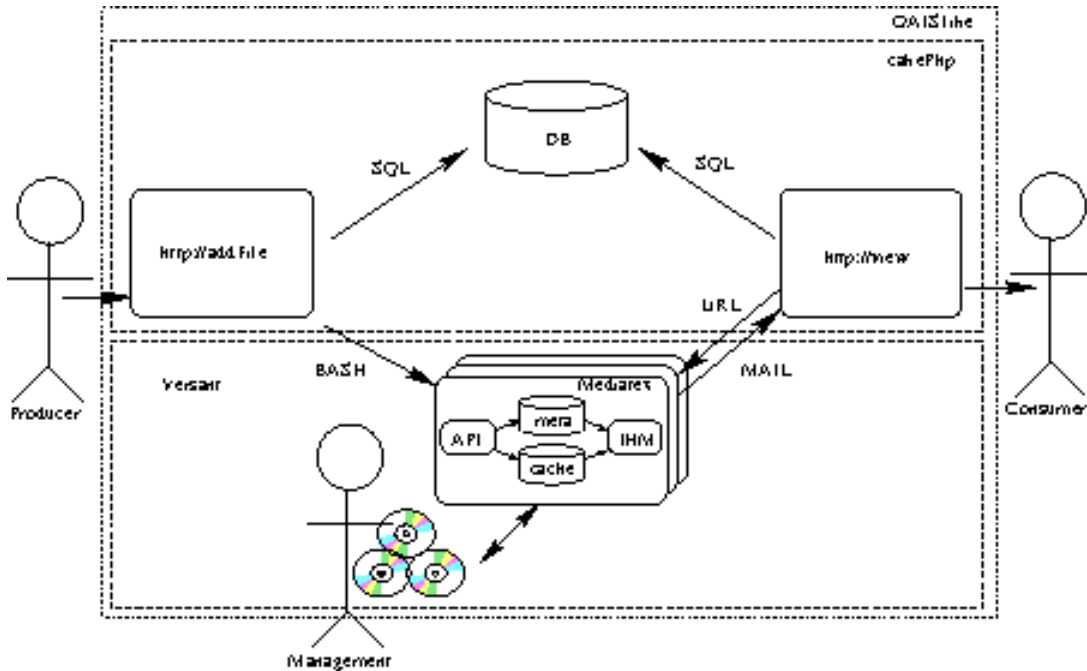 OAISlike
cakePhp
DB
SQL
SQL
http://addFile
http://view
URL
BASH
MAIL
Versant
Mediatex
Producer
Consumer
meta
API
IHM
cache
Management